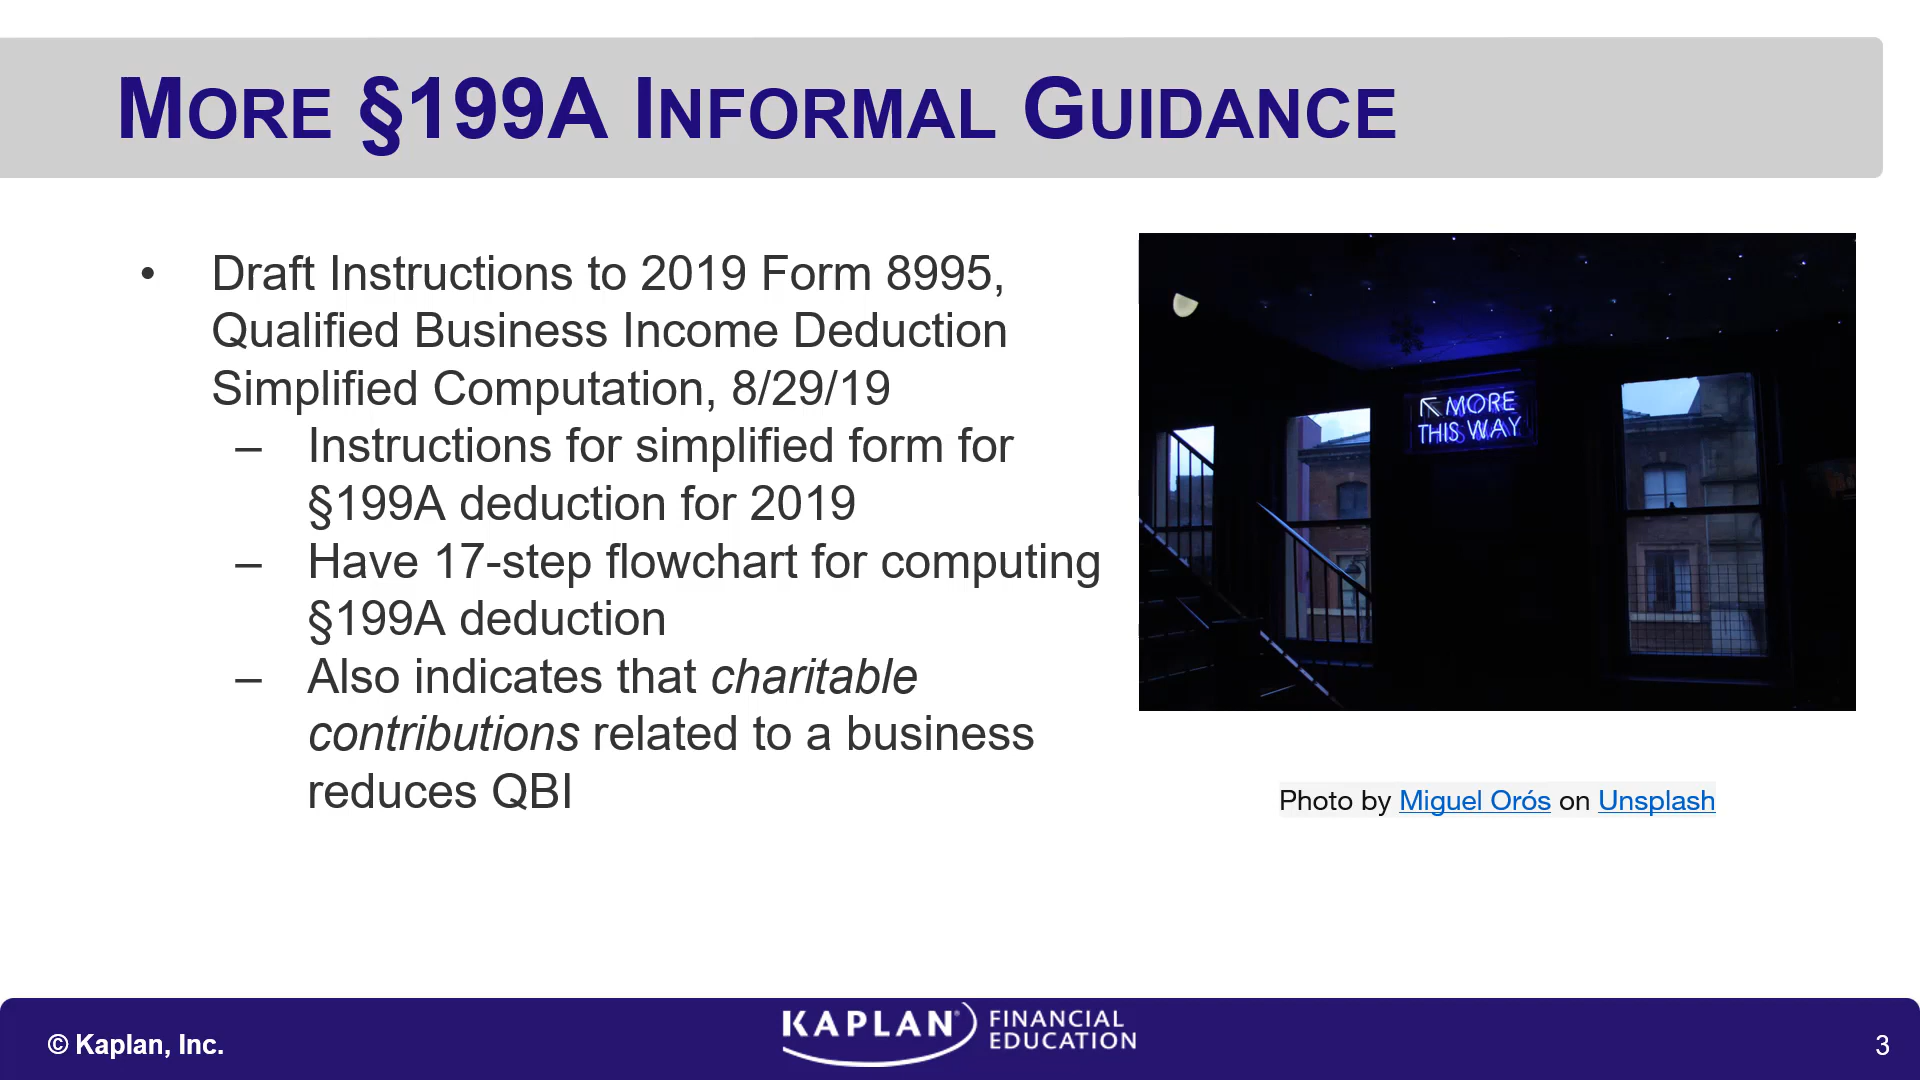 MORE §199A INFORMAL GUIDANCE
• Draft Instructions to 2019 Form 8995,
Qualified Business Income Deduction
Simplified Computation, 8/29/19
– Instructions for simplified form for
§199A deduction for 2019
– Have 17-step flowchart for computing
§199A deduction
– Also indicates that charitable
contributions related to a business
reduces QBI
MORE
THIS WAY
Photo by Miguel Orós on Unsplash
© Kaplan, Inc.
KAPLAN FINANCIAL
EDUCATION
3